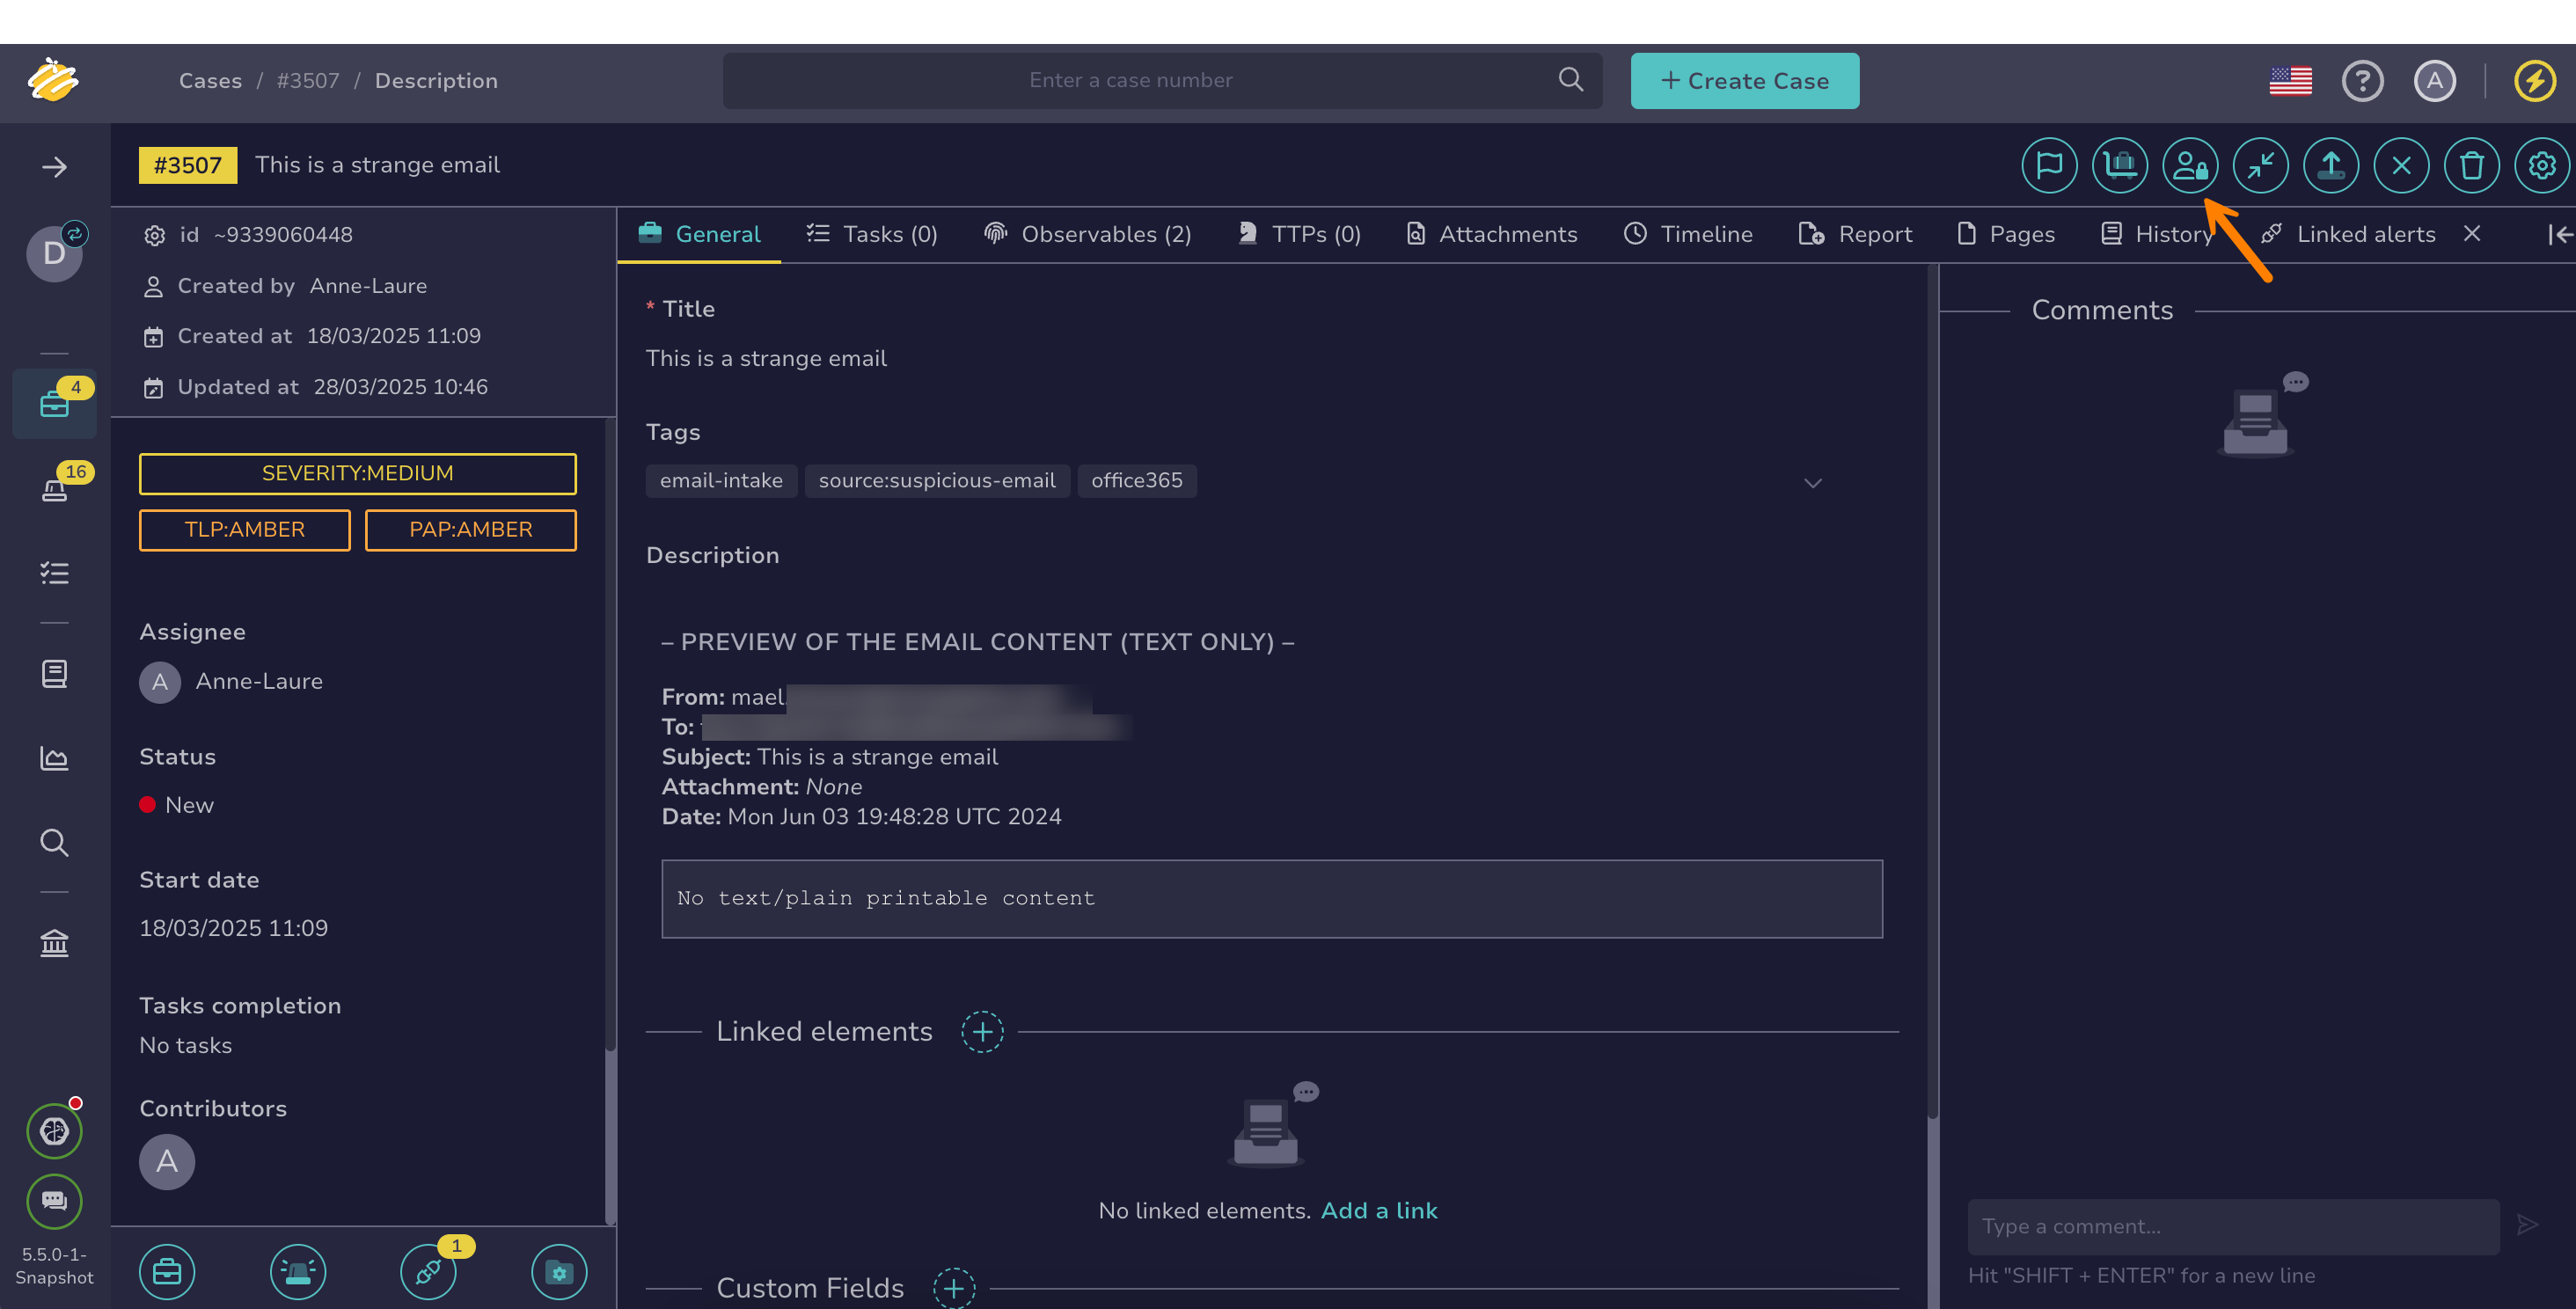 Cases / #3507 / Description
Enter a case number
+ Create Case
A
#3507 This is a strange email
D
id ~9339060448
Created by Anne-Laure
Created at 18/03/2025 11:09
Updated at 28/03/2025 10:46
4
16
SEVERITY:MEDIUM
TLP:AMBER PAP:AMBER
Assignee
A Anne-Laure
Status
New
Start date
18/03/2025 11:09
Tasks completion
No tasks
Contributors
A
1
5.5.0-1-
Snapshot
General Tasks (0) Observables (2) TTPs (0) Attachments Timeline Report Pages History Linked alerts
* Title
This is a strange email
Tags
email-intake source:suspicious-email office365
Description
– PREVIEW OF THE EMAIL CONTENT (TEXT ONLY) –
From: mael.
To:
Subject: This is a strange email
Attachment: None
Date: Mon Jun 03 19:48:28 UTC 2024
No text/plain printable content
Linked elements
No linked elements. Add a link
Custom Fields
Comments
Type a comment...
Hit "SHIFT + ENTER" for a new line